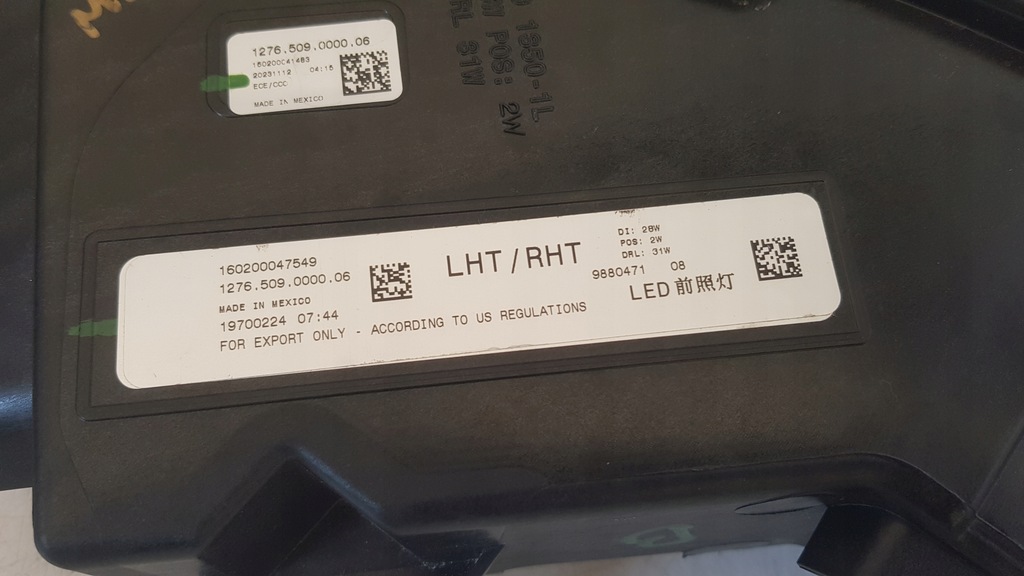 1276.509.0000.06
160200041483
20231112 04:15
ECE/CCC
MADE IN MEXICO
1SS0-1L
W POS: 2W
RL 31W
160200047549
1276.509.0000.06
MADE IN MEXICO
19700224 07:44
FOR EXPORT ONLY - ACCORDING TO US REGULATIONS
LHT / RHT
DI: 28W
POS: 2W
DRL: 31W
9880471 08
LED 前照灯